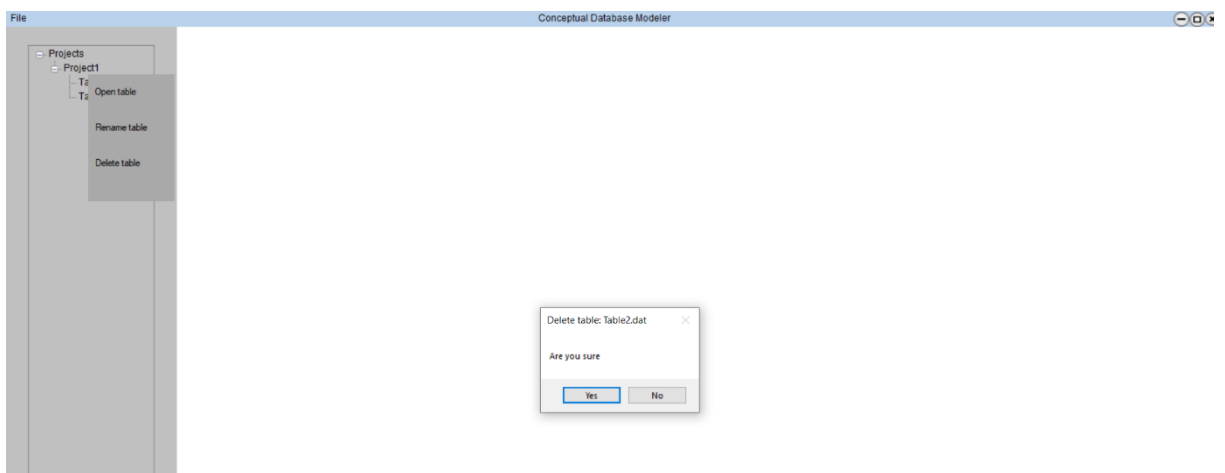 File
Conceptual Database Modeler
Projects
Project1
Open table
Rename table
Delete table
Delete table: Table2.dat
Are you sure
Yes
No